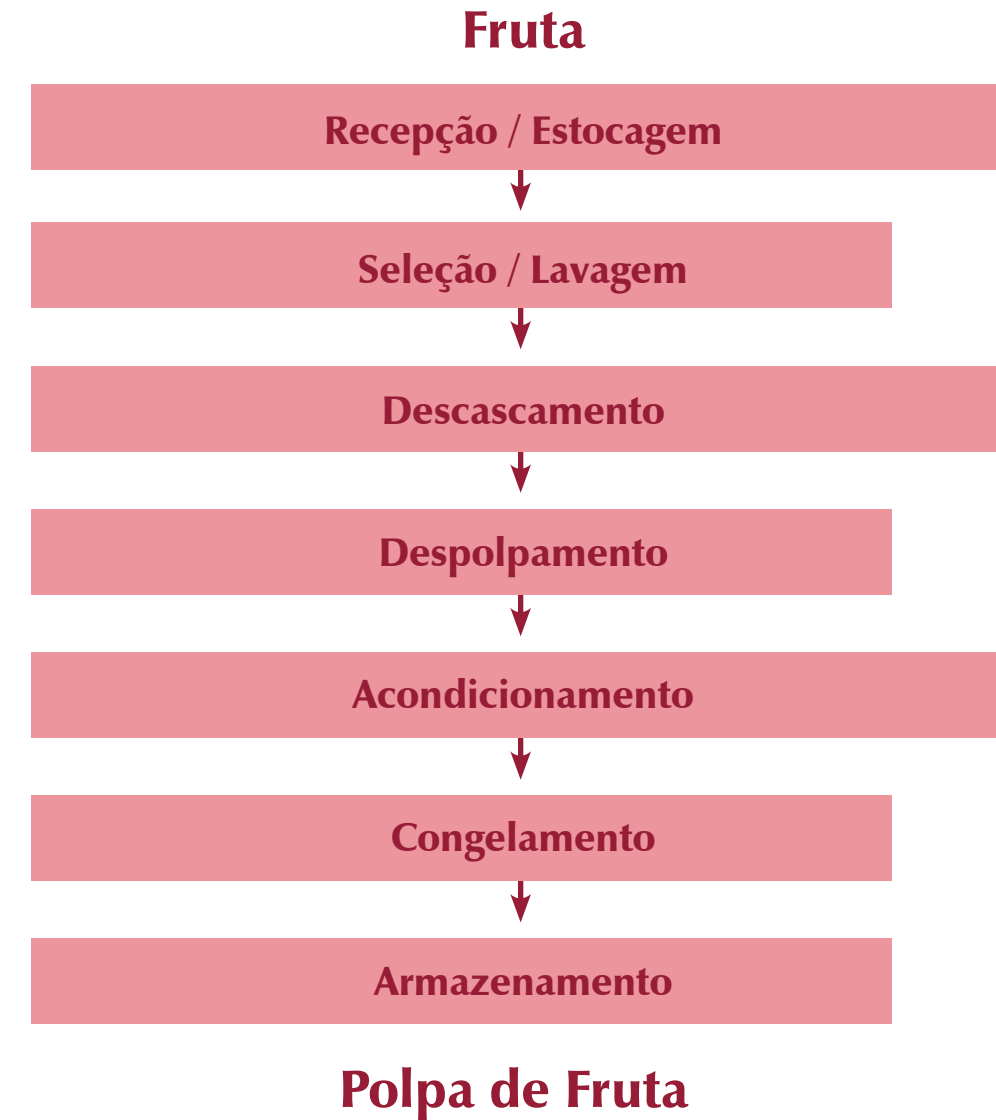 Fruta
Recepção / Estocagem
Seleção / Lavagem
Descascamento
Despolpamento
Acondicionamento
Congelamento
Armazenamento
Polpa de Fruta